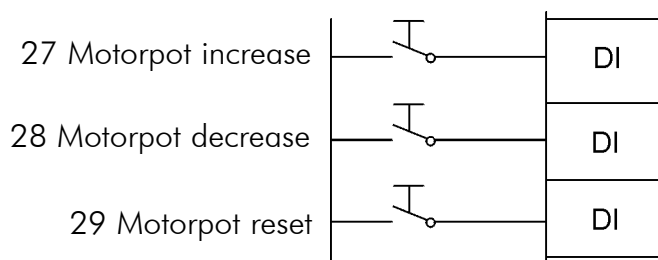 27 Motorpot increase DI
28 Motorpot decrease DI
29 Motorpot reset DI